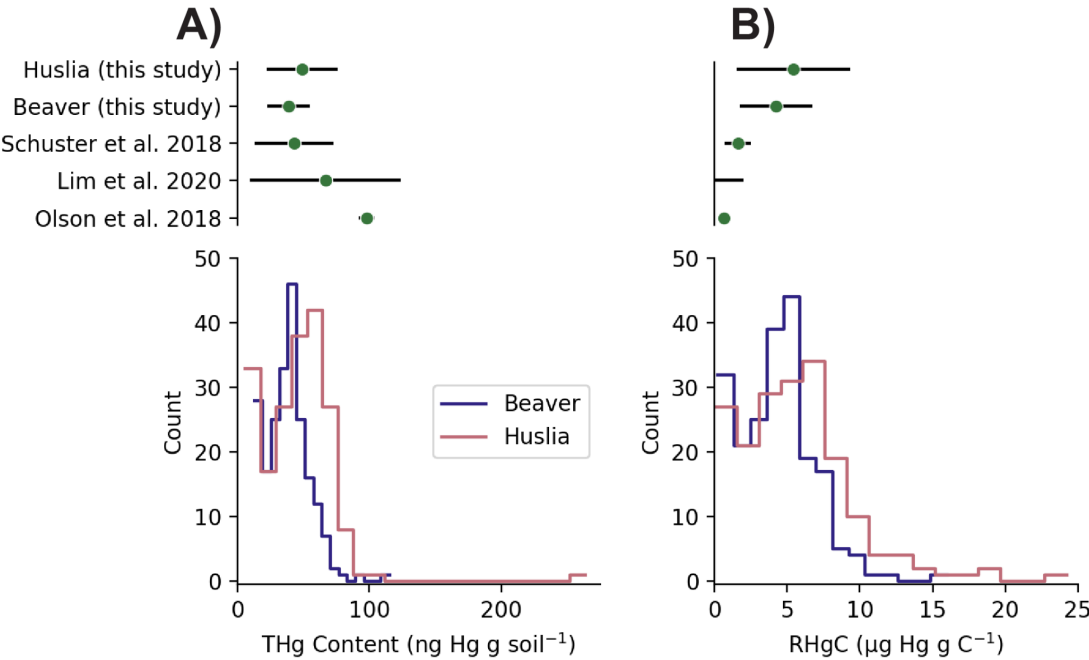 A) B)
Huslia (this study)
Beaver (this study)
Schuster et al. 2018
Lim et al. 2020
Olson et al. 2018
50 50
40 40
30 30
20 20
10 10
0 0
Count Count
Beaver
Huslia
0 100 200 0 5 10 15 20 25
THg Content (ng Hg g soil⁻¹) RHgC (μg Hg g C⁻¹)